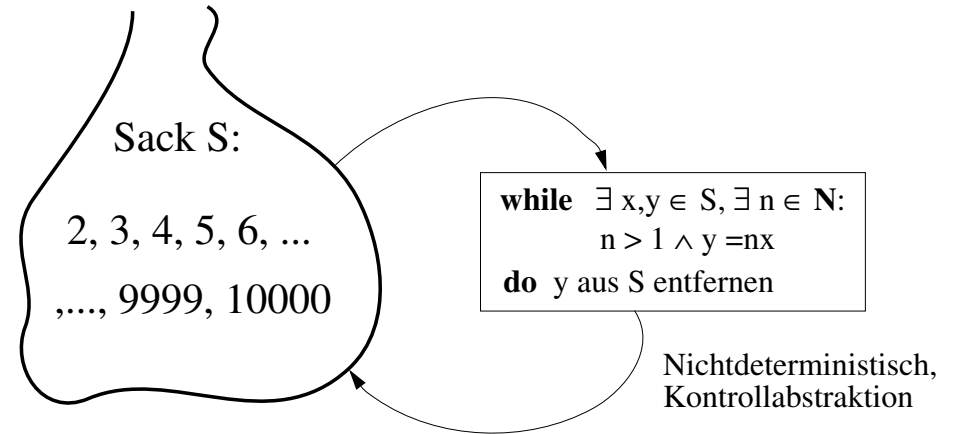 Sack S:
2, 3, 4, 5, 6, ...
,..., 9999, 10000
while ∃ x,y ∈ S, ∃ n ∈ N:
n > 1 ∧ y =nx
do y aus S entfernen
Nichtdeterministisch,
Kontrollabstraktion